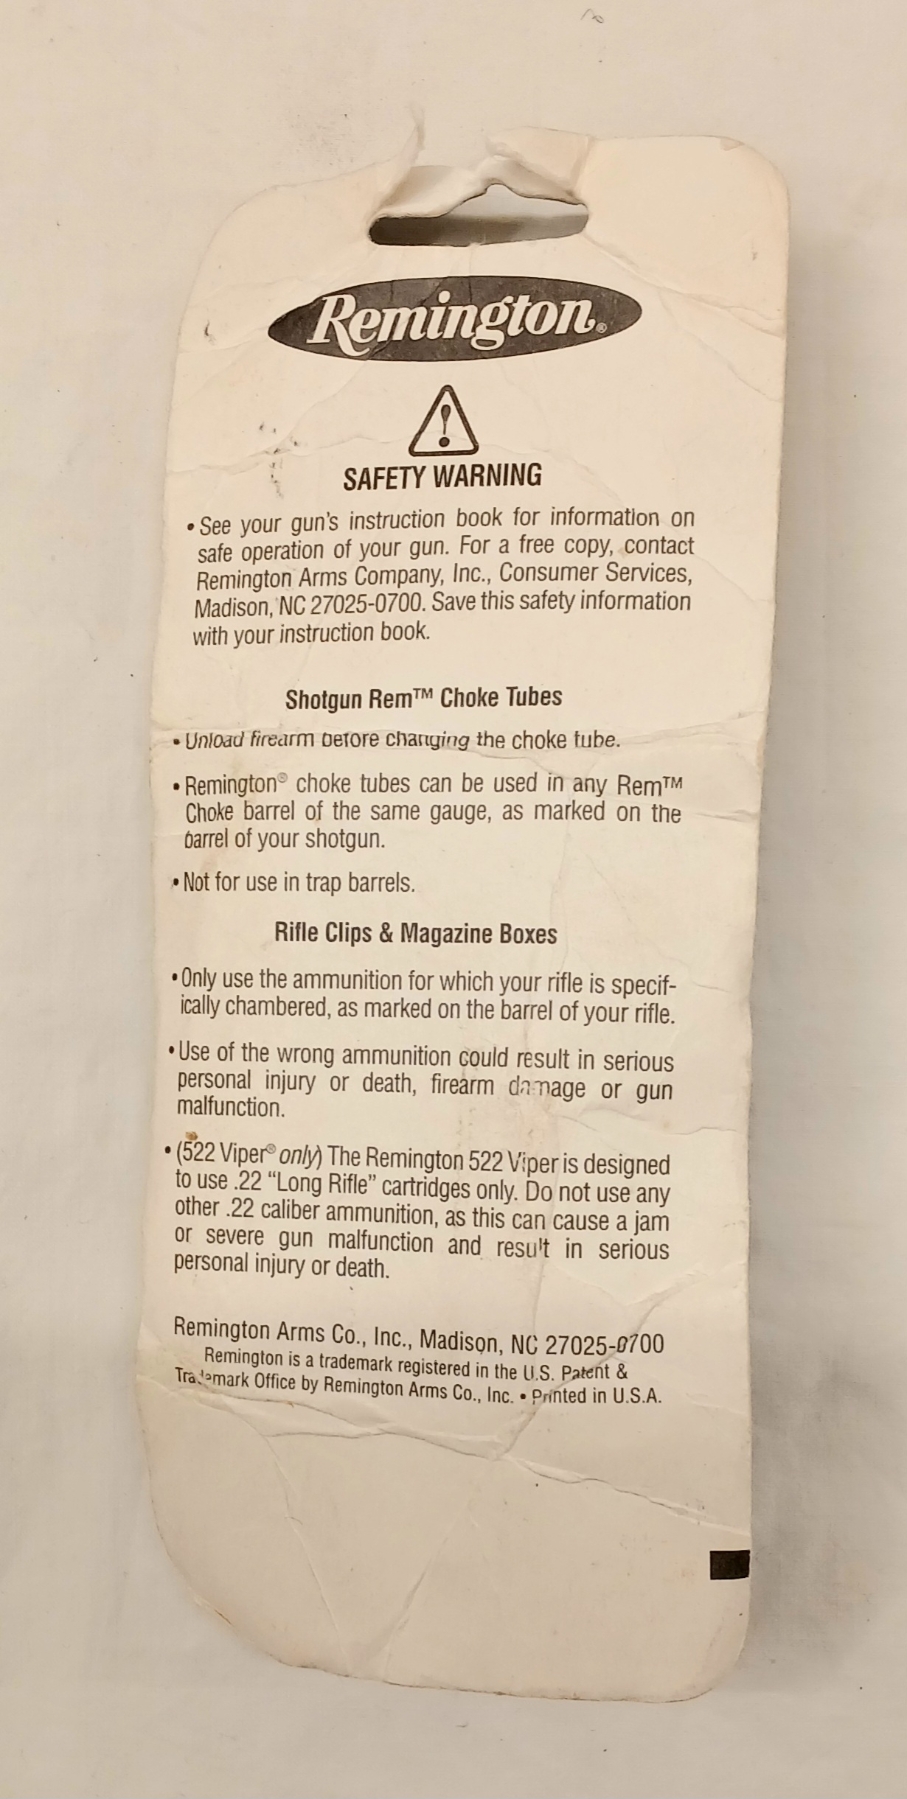 Remington®
SAFETY WARNING
• See your gun's instruction book for information on
safe operation of your gun. For a free copy, contact
Remington Arms Company, Inc., Consumer Services,
Madison, NC 27025-0700. Save this safety information
with your instruction book.
Shotgun Rem™ Choke Tubes
• Unload firearm before changing the choke tube.
• Remington® choke tubes can be used in any Rem™
Choke barrel of the same gauge, as marked on the
barrel of your shotgun.
• Not for use in trap barrels.
Rifle Clips & Magazine Boxes
• Only use the ammunition for which your rifle is specif-
ically chambered, as marked on the barrel of your rifle.
• Use of the wrong ammunition could result in serious
personal injury or death, firearm damage or gun
malfunction.
• (522 Viper® only) The Remington 522 Viper is designed
to use .22 "Long Rifle" cartridges only. Do not use any
other .22 caliber ammunition, as this can cause a jam
or severe gun malfunction and result in serious
personal injury or death.
Remington Arms Co., Inc., Madison, NC 27025-0700
Remington is a trademark registered in the U.S. Patent &
Trademark Office by Remington Arms Co., Inc. • Printed in U.S.A.